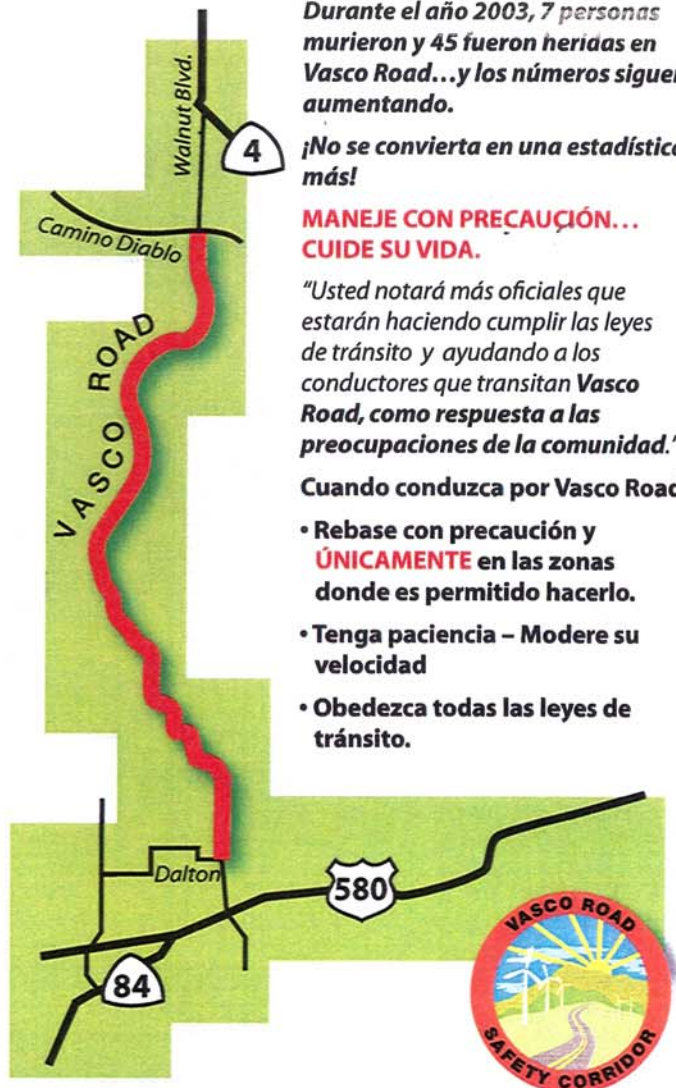 Durante el año 2003, 7 personas
murieron y 45 fueron heridas en
Vasco Road...y los números siguen
aumentando.
¡No se convierta en una estadística
más!
MANEJE CON PRECAUCIÓN...
CUIDE SU VIDA.
"Usted notará más oficiales que
estarán haciendo cumplir las leyes
de tránsito y ayudando a los
conductores que transitan Vasco
Road, como respuesta a las
preocupaciones de la comunidad."
Cuando conduzca por Vasco Road
• Rebase con precaución y
ÚNICAMENTE en las zonas
donde es permitido hacerlo.
• Tenga paciencia – Modere su
velocidad
• Obedezca todas las leyes de
tránsito.
Walnut Blvd.
4
Camino Diablo
VASCO ROAD
Dalton
580
84
VASCO ROAD
SAFETY CORRIDOR